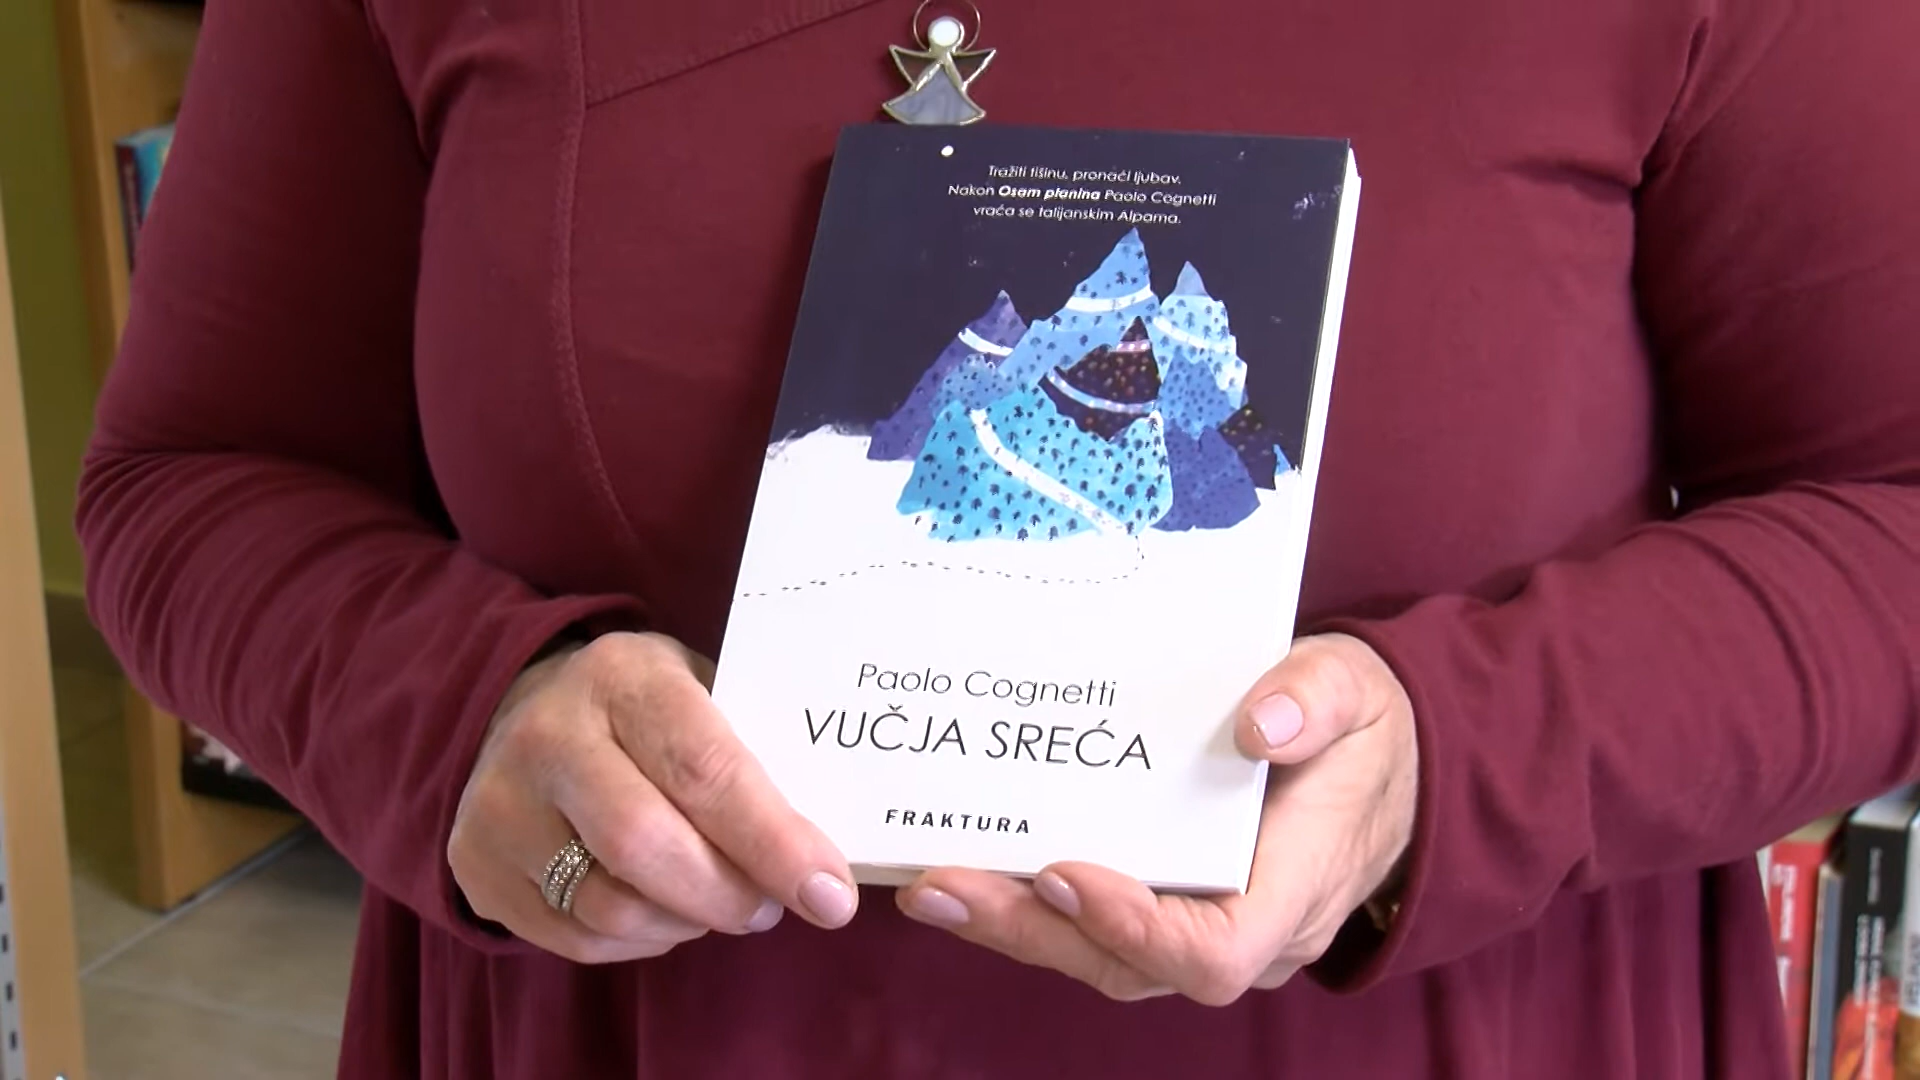 Tražiti tišinu, pronaći ljubav.
Nakon Osam planina Paolo Cognetti
vraća se talijanskim Alpama.
Paolo Cognetti
VUČJA SREĆA
FRAKTURA